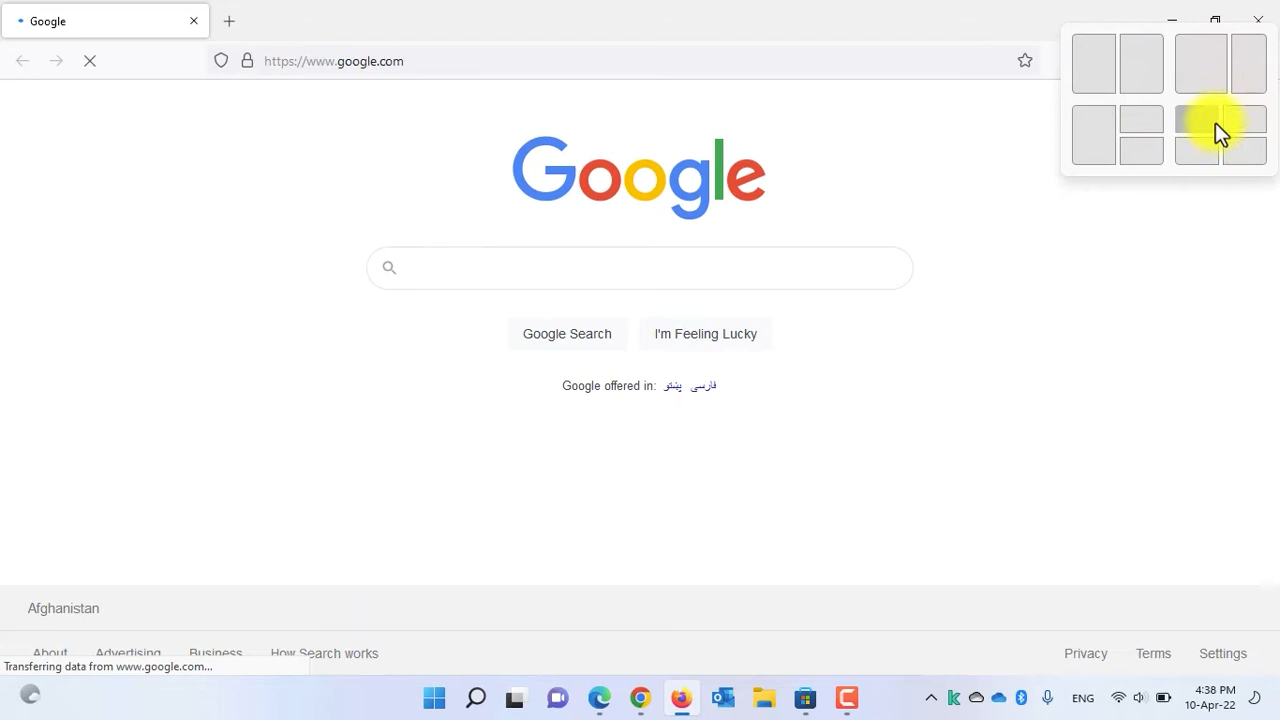 Google
https://www.google.com
Google
Google Search
I'm Feeling Lucky
Google offered in: فارسی پښتو
Afghanistan
About
Advertising
Business
How Search works
Privacy
Terms
Settings
Transferring data from www.google.com...
ENG
4:38 PM
10-Apr-22